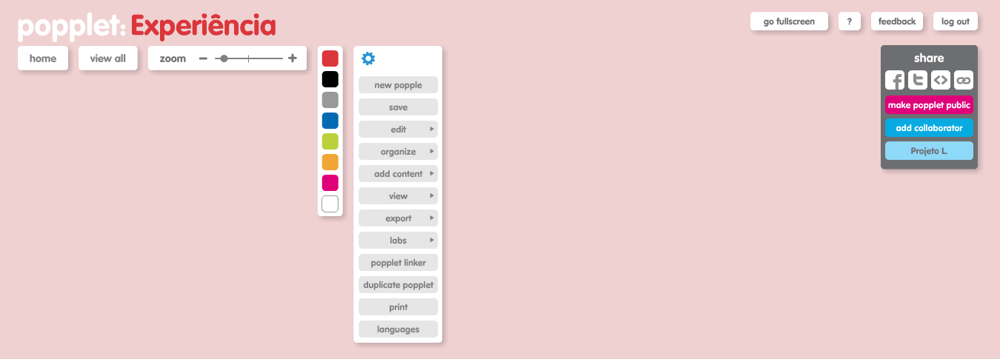 popplet: Experiência
go fullscreen
?
feedback
log out
home
view all
zoom
new popple
save
edit
organize
add content
view
export
labs
popplet linker
duplicate popplet
print
languages
share
make popplet public
add collaborator
Projeto L.